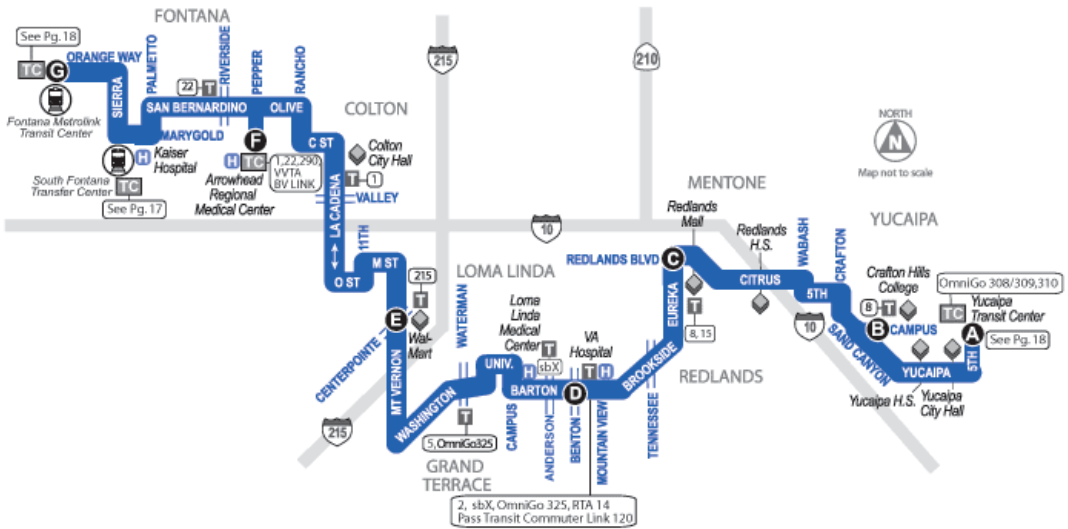 FONTANA
See Pg. 18
TC
G
ORANGE WAY
Fontana Metrolink
Transit Center
SIERRA
PALMETTO
SAN BERNARDINO
MARYGOLD
H
Kaiser
Hospital
South Fontana
Transfer Center
TC
See Pg.17
22
T
RIVERSIDE
PEPPER
OLIVE
RANCHO
F
H
TC
1,22,290,
VVTA
BV LINK
Arrowhead
Regional
Medical Center
COLTON
C ST
Colton
City Hall
T
1
VALLEY
LA CADENA
11TH
O ST
M ST
215
210
10
215
T
E
Wal-
Mart
CENTERPOINTE
MT VERNON
215
WASHINGTON
WATERMAN
T
5, OmniGo325
GRAND
TERRACE
LOMA LINDA
UNIV.
Loma
Linda
Medical
Center
H
T
sbX
CAMPUS
BARTON
ANDERSON
BENTON
D
VA
Hospital
T
H
MOUNTAIN VIEW
2, sbX, OmniGo 325, RTA 14
Pass Transit Commuter Link 120
BROOKSIDE
TENNESSEE
REDLANDS
EUREKA
REDLANDS BLVD
C
Redlands
Mall
T
8, 15
MENTONE
Redlands
H.S.
CITRUS
WABASH
5TH
CRAFTON
10
SAND CANYON
NORTH
N
Map not to scale
YUCAIPA
Crafton Hills
College
8
T
B
CAMPUS
OmniGo 308/309,310
TC
Yucaipa
Transit Center
A
See Pg. 18
5TH
YUCAIPA
Yucaipa H.S.
Yucaipa
City Hall